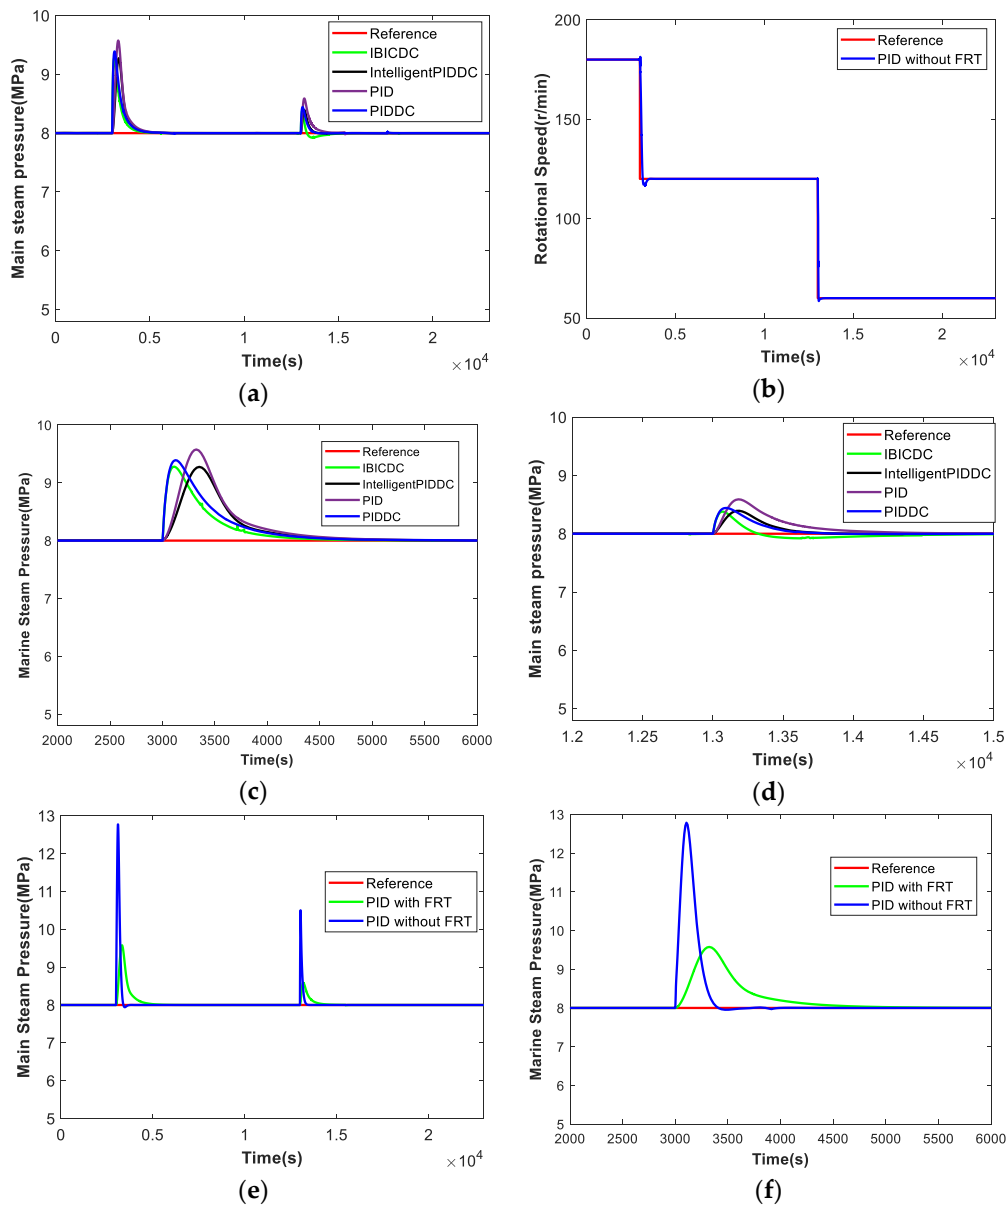 10
9
8
7
6
5
Main steam pressure(MPa)
Reference
IBICDC
IntelligentPIDDC
PID
PIDDC
0
0.5
1
1.5
2
Time(s)
×10⁴
(a)
200
150
100
50
Rotational Speed(r/min)
Reference
PID without FRT
0
0.5
1
1.5
2
Time(s)
×10⁴
(b)
10
9
8
7
6
5
Marine Steam Pressure(MPa)
Reference
IBICDC
IntelligentPIDDC
PID
PIDDC
2000
2500
3000
3500
4000
4500
5000
5500
6000
Time(s)
(c)
10
9
8
7
6
5
Main steam pressure(MPa)
Reference
IBICDC
IntelligentPIDDC
PID
PIDDC
1.2
1.25
1.3
1.35
1.4
1.45
1.5
Time(s)
×10⁴
(d)
13
12
11
10
9
8
7
6
5
Main Steam Pressure(MPa)
Reference
PID with FRT
PID without FRT
0
0.5
1
1.5
2
Time(s)
×10⁴
(e)
13
12
11
10
9
8
7
6
5
Marine Steam Pressure(MPa)
Reference
PID with FRT
PID without FRT
2000
2500
3000
3500
4000
4500
5000
5500
6000
Time(s)
(f)